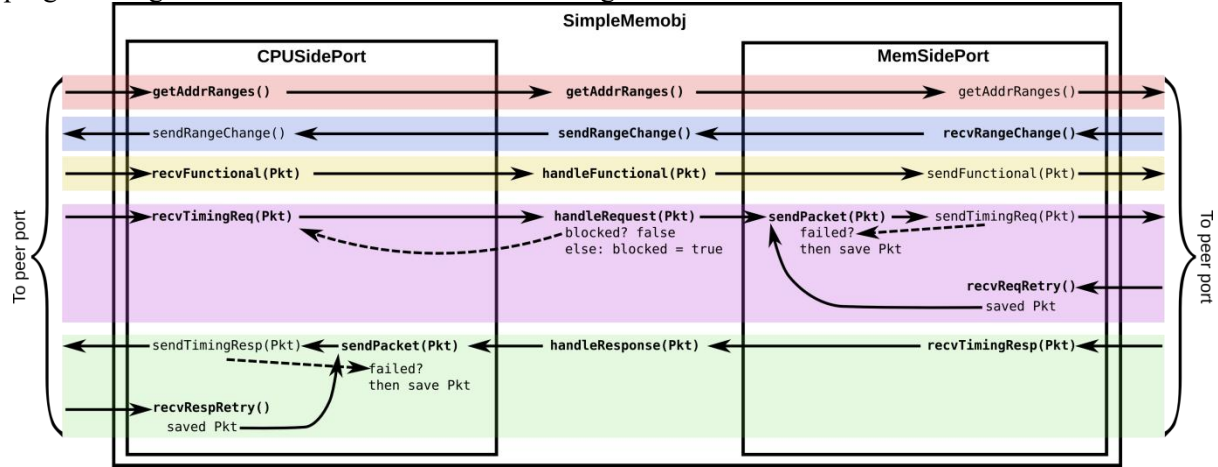 SimpleMemobj
CPUSidePort
MemSidePort
To peer port
getAddrRanges() getAddrRanges() getAddrRanges()
sendRangeChange() sendRangeChange() recvRangeChange()
recvFunctional(Pkt) handleFunctional(Pkt) sendFunctional(Pkt)
recvTimingReq(Pkt) handleRequest(Pkt) sendPacket(Pkt) sendTimingReq(Pkt)
blocked? false failed?
else: blocked = true then save Pkt
recvReqRetry()
saved Pkt
sendTimingResp(Pkt) sendPacket(Pkt) handleResponse(Pkt) recvTimingResp(Pkt)
failed?
then save Pkt
recvRespRetry()
saved Pkt
To peer port